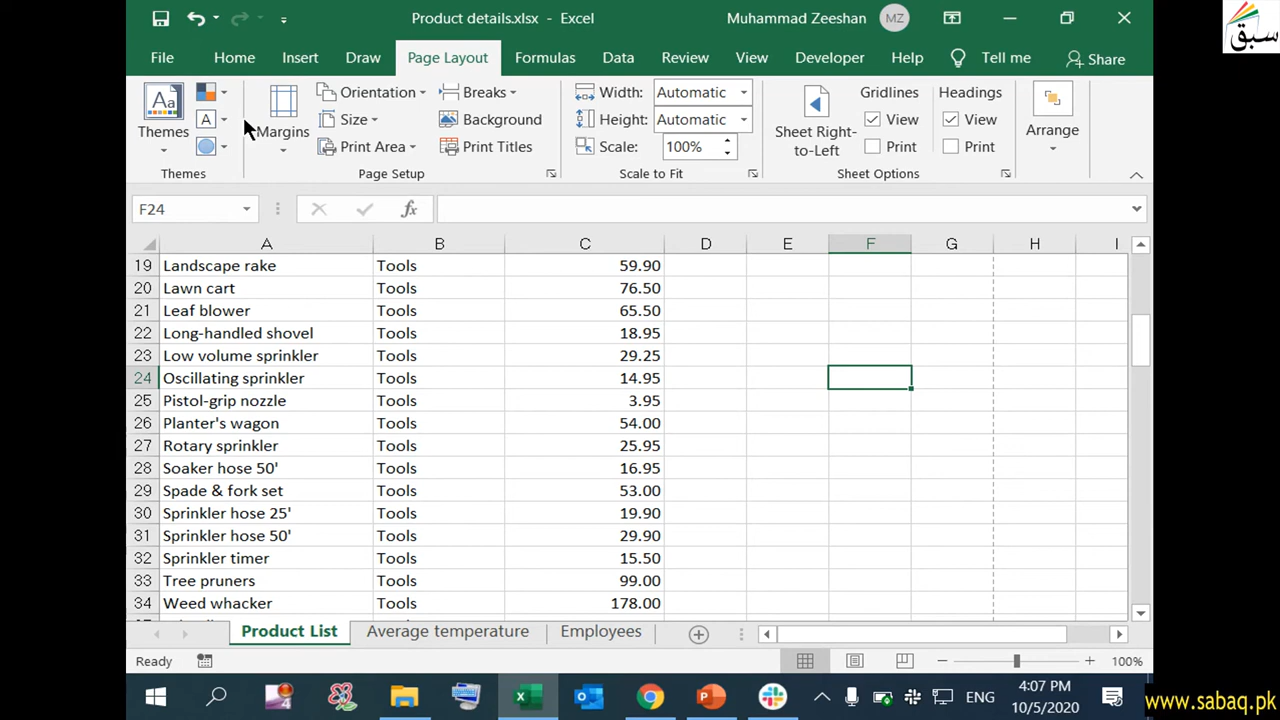 Product details.xlsx - Excel
Muhammad Zeeshan
MZ
سبق
File
Home
Insert
Draw
Page Layout
Formulas
Data
Review
View
Developer
Help
Tell me
Share
Aa
Themes
A
Margins
Orientation
Size
Print Area
Breaks
Background
Print Titles
Width:
Automatic
Height:
Automatic
Scale:
100%
Sheet Right-to-Left
Gridlines
View
Print
Headings
View
Print
Arrange
Themes
Page Setup
Scale to Fit
Sheet Options
F24
fx
A B C D E F G H I
19 Landscape rake Tools 59.90
20 Lawn cart Tools 76.50
21 Leaf blower Tools 65.50
22 Long-handled shovel Tools 18.95
23 Low volume sprinkler Tools 29.25
24 Oscillating sprinkler Tools 14.95
25 Pistol-grip nozzle Tools 3.95
26 Planter's wagon Tools 54.00
27 Rotary sprinkler Tools 25.95
28 Soaker hose 50' Tools 16.95
29 Spade & fork set Tools 53.00
30 Sprinkler hose 25' Tools 19.90
31 Sprinkler hose 50' Tools 29.90
32 Sprinkler timer Tools 15.50
33 Tree pruners Tools 99.00
34 Weed whacker Tools 178.00
Product List
Average temperature
Employees
Ready
100%
ENG
4:07 PM
10/5/2020
www.sabaq.pk